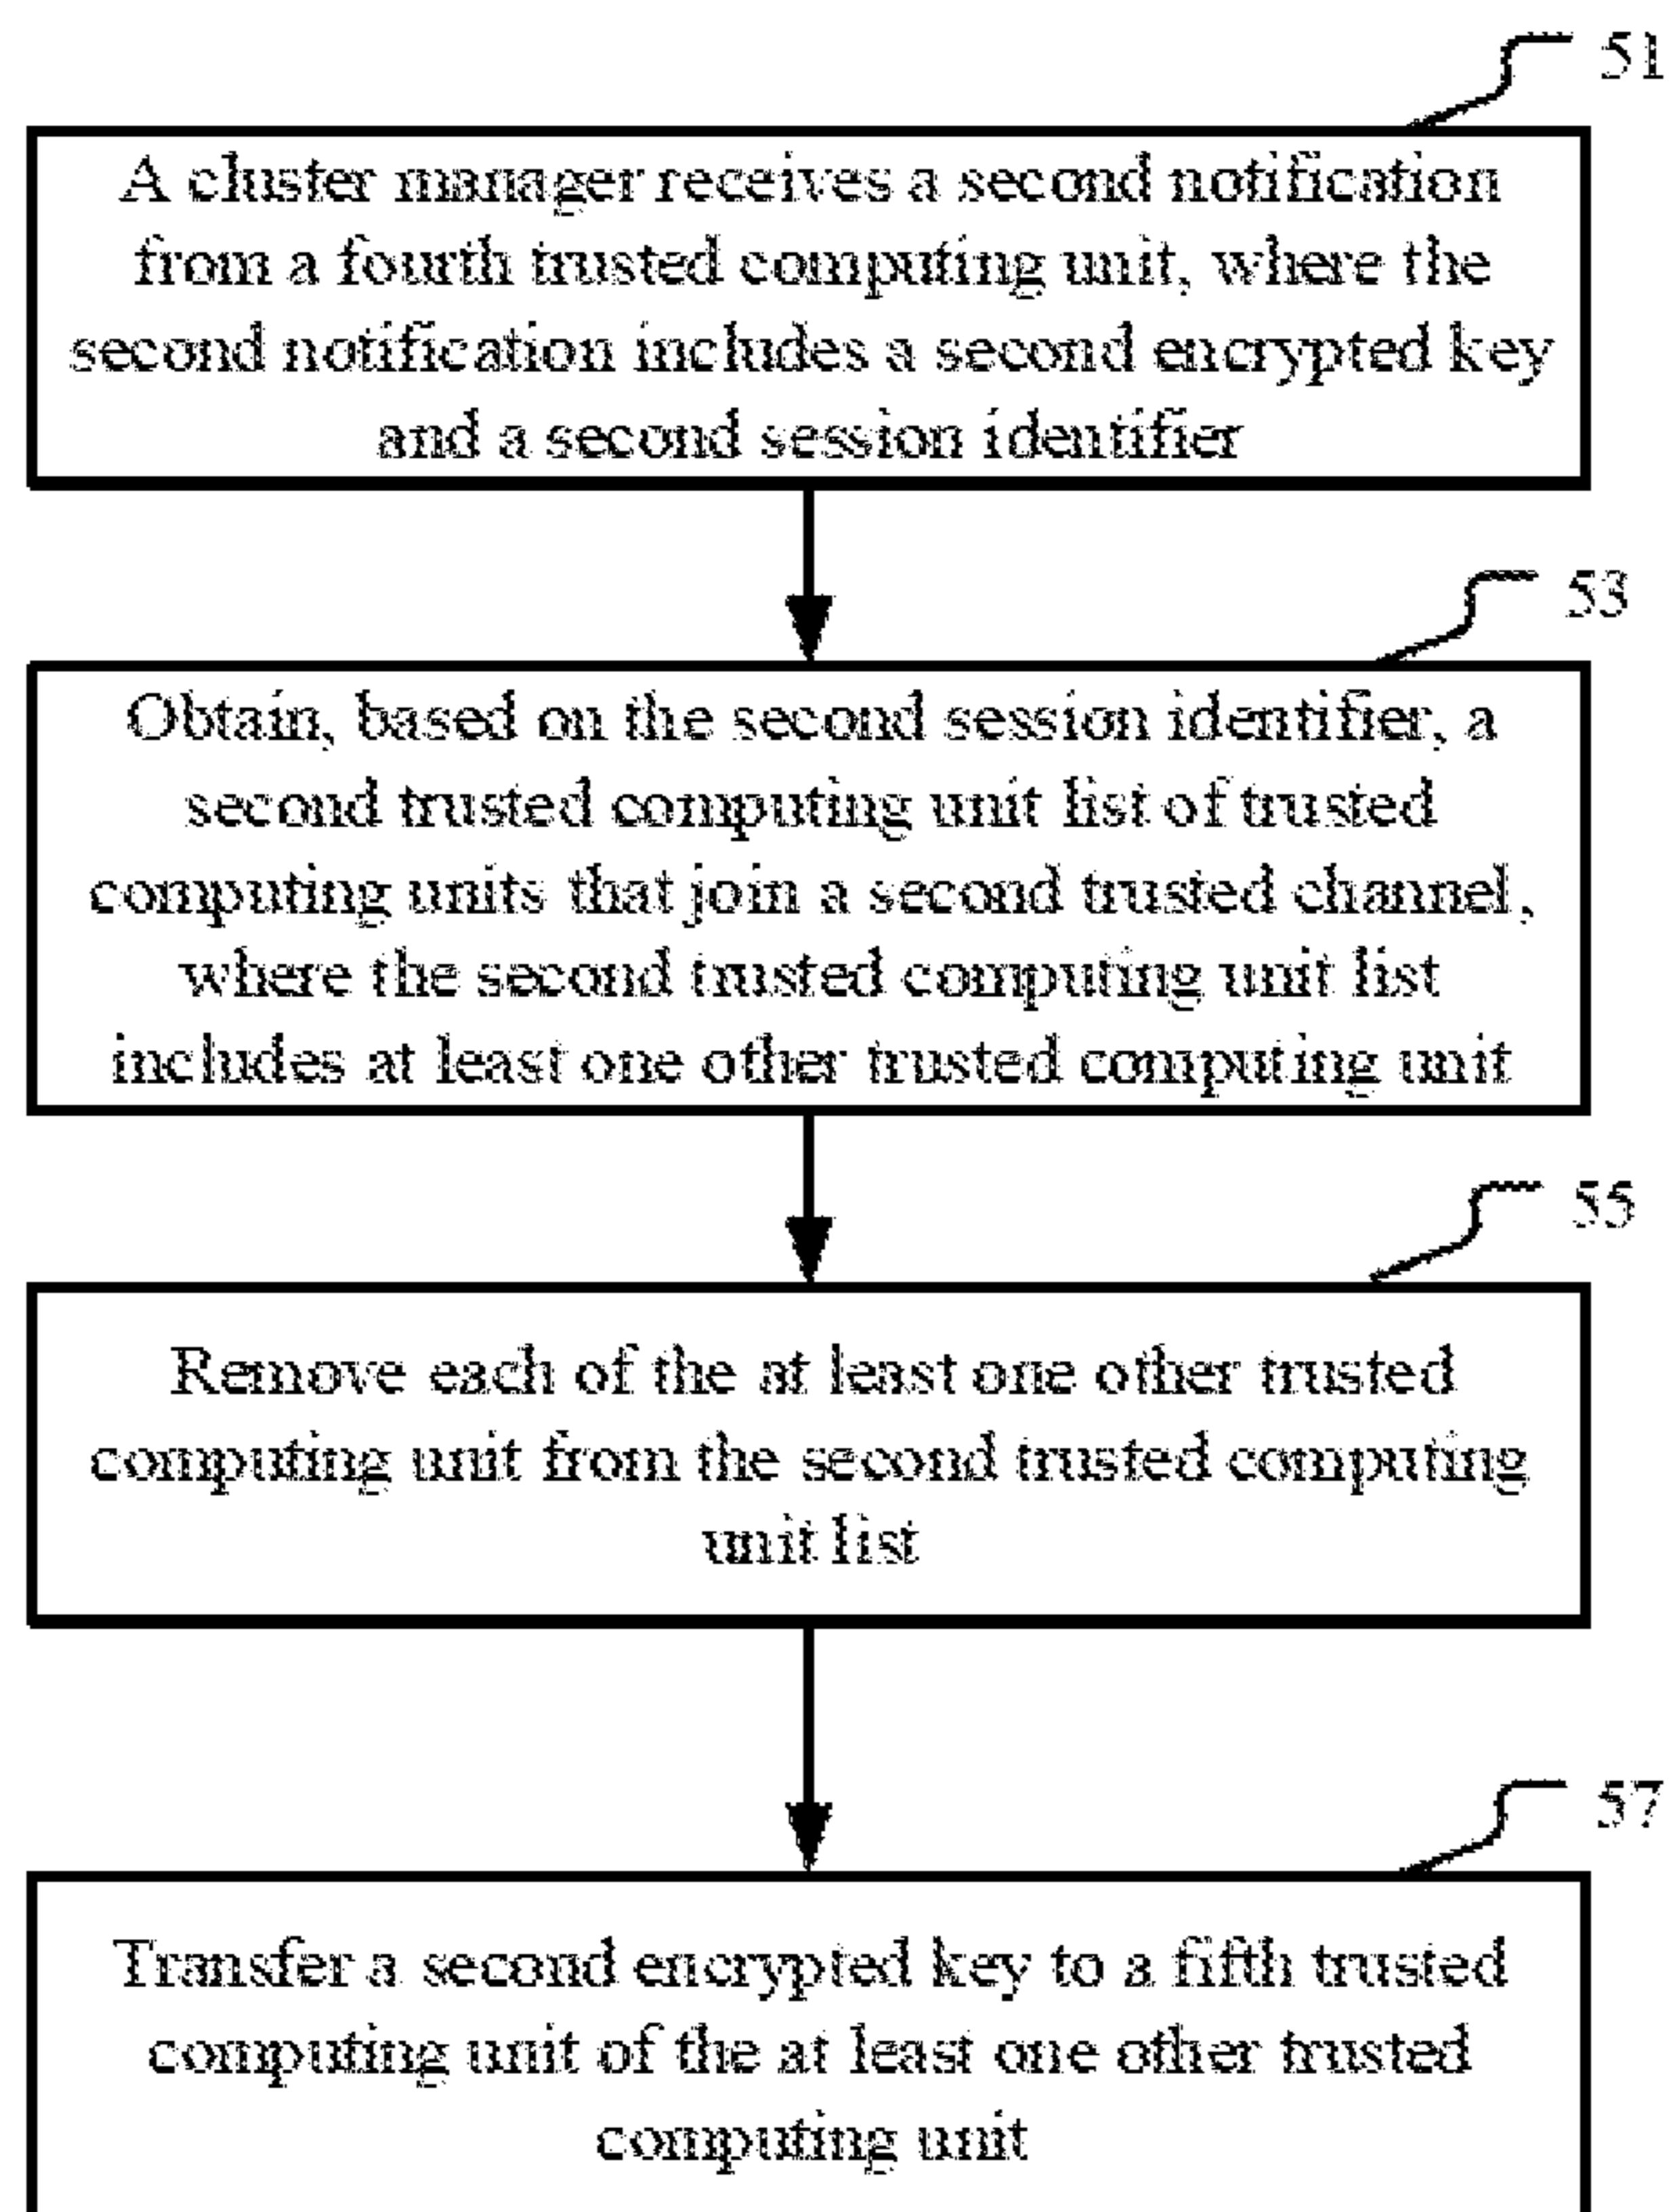 51
A cluster manager receives a second notification
from a fourth trusted computing unit, where the
second notification includes a second encrypted key
and a second session identifier
53
Obtain, based on the second session identifier, a
second trusted computing unit list of trusted
computing units that join a second trusted channel,
where the second trusted computing unit list
includes at least one other trusted computing unit
55
Remove each of the at least one other trusted
computing unit from the second trusted computing
unit list
57
Transfer a second encrypted key to a fifth trusted
computing unit of the at least one other trusted
computing unit